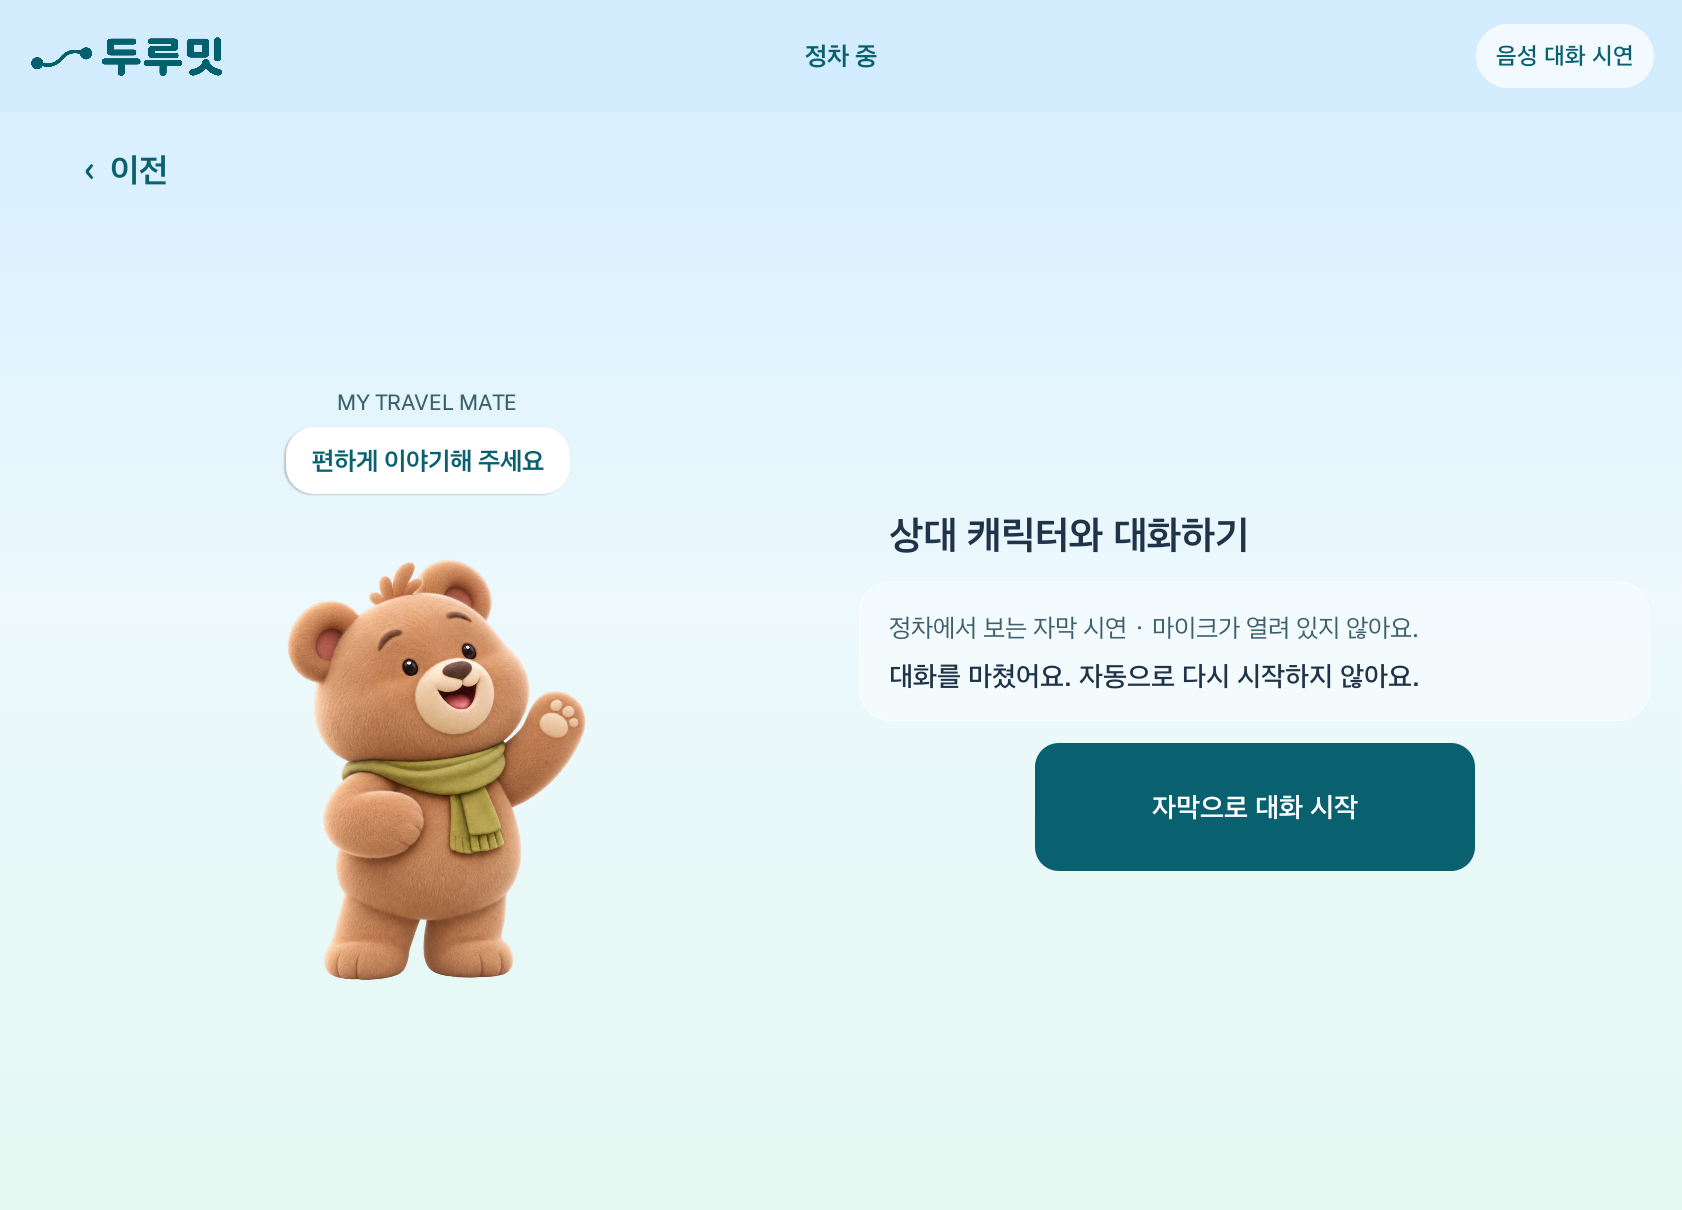 두루밋
정차 중
음성 대화 시연
‹ 이전
MY TRAVEL MATE
편하게 이야기해 주세요
상대 캐릭터와 대화하기
정차에서 보는 자막 시연 · 마이크가 열려 있지 않아요.
대화를 마쳤어요. 자동으로 다시 시작하지 않아요.
자막으로 대화 시작